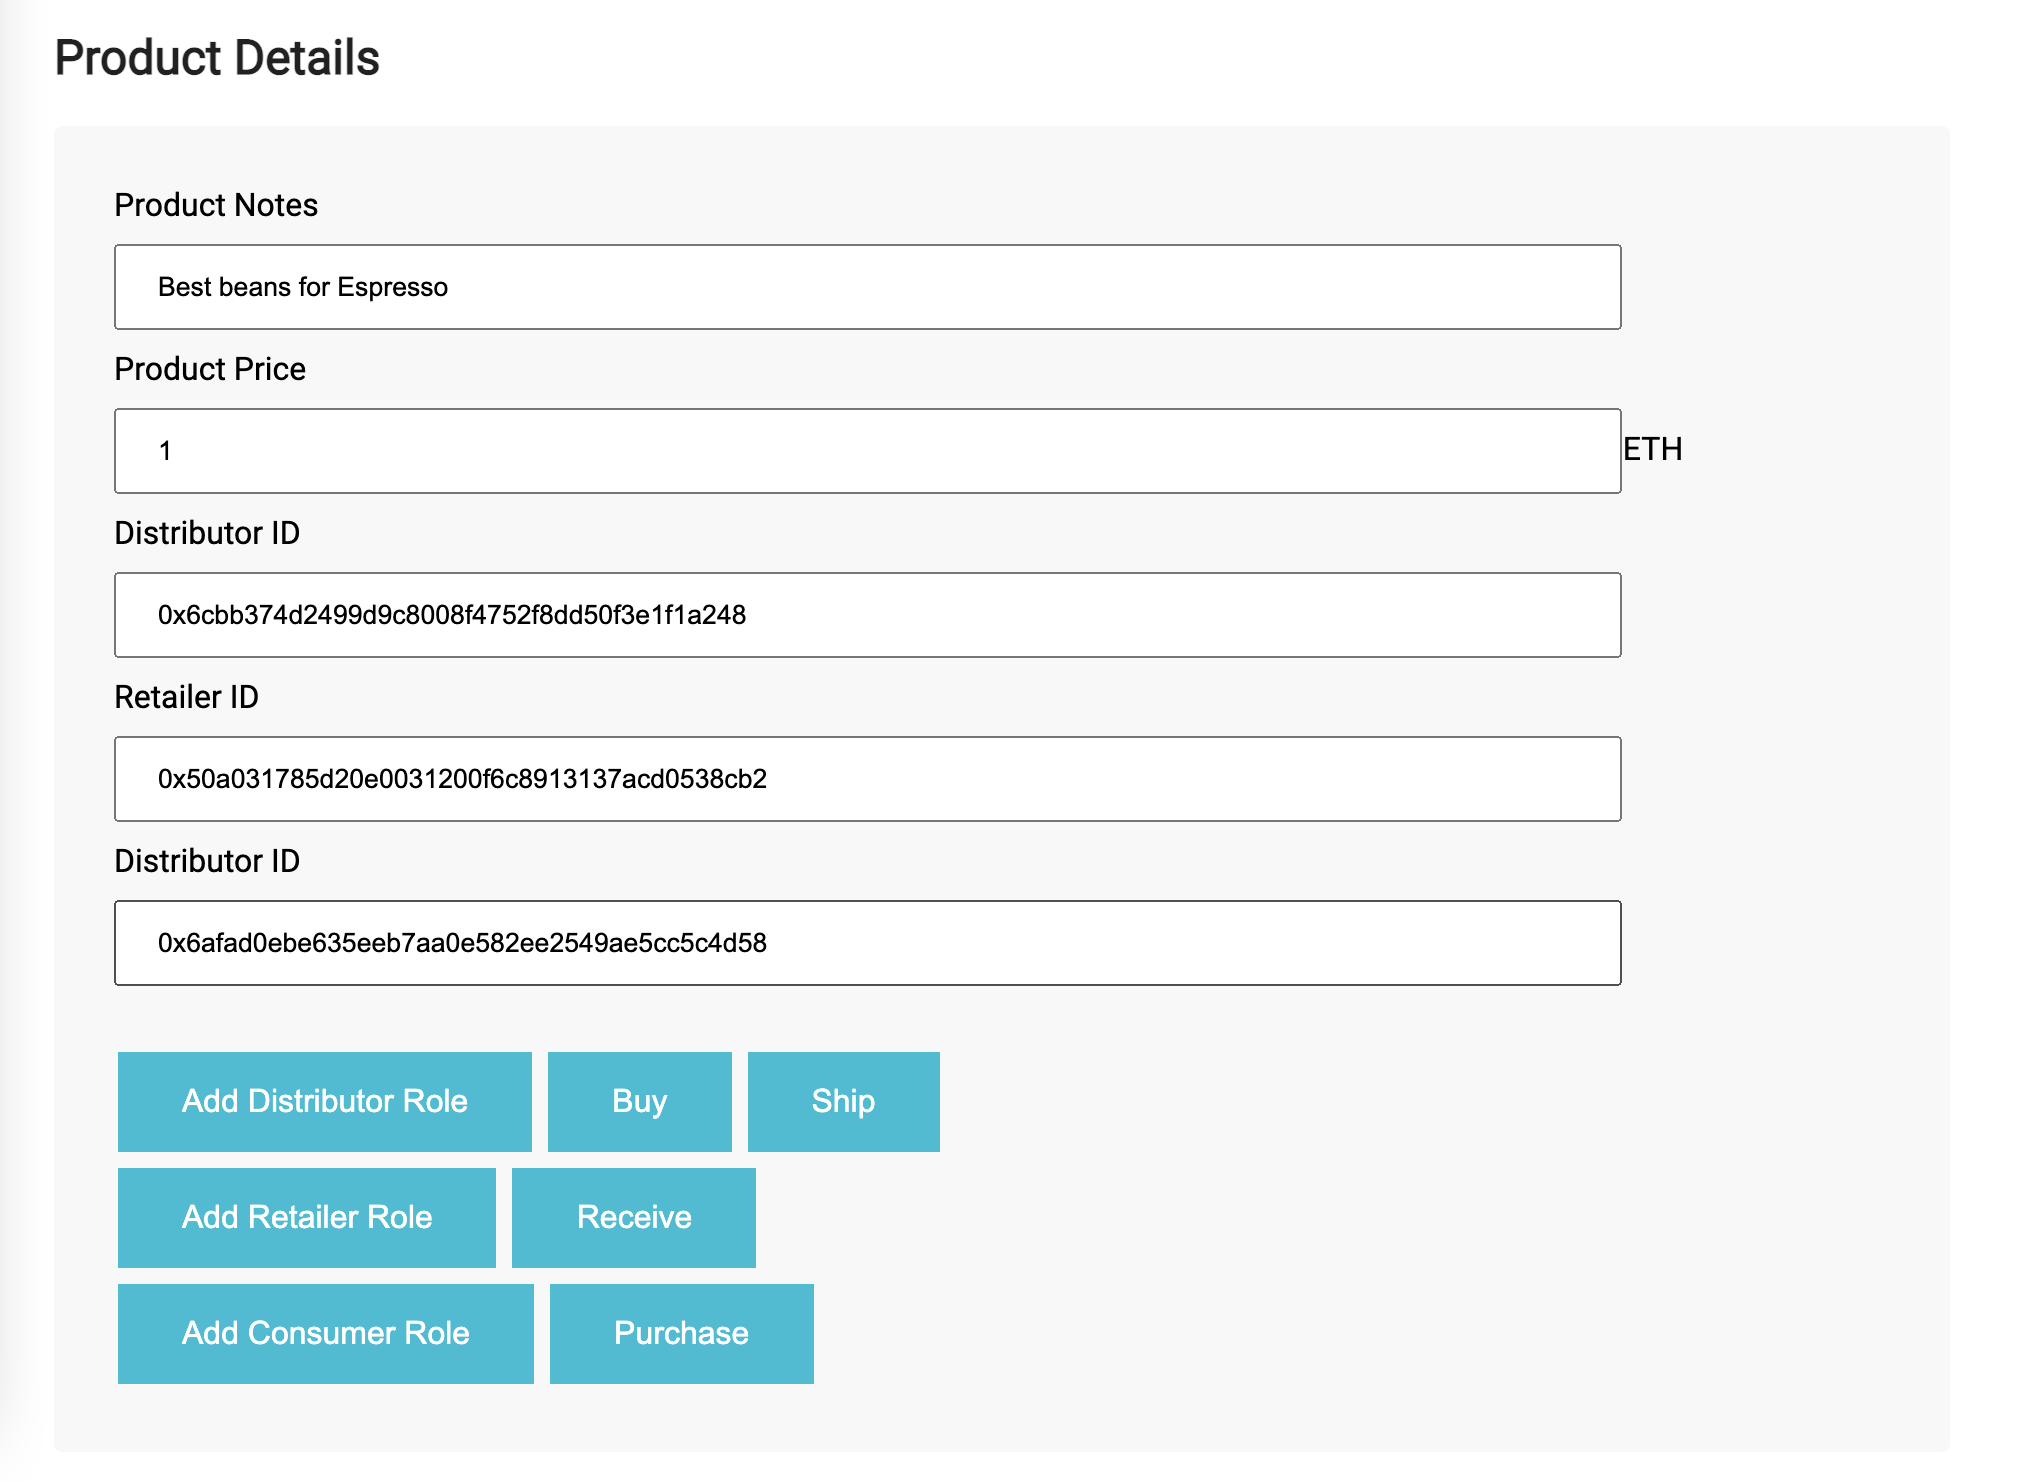 Product Details
Product Notes
Best beans for Espresso
Product Price
1 ETH
Distributor ID
0x6cbb374d2499d9c8008f4752f8dd50f3e1f1a248
Retailer ID
0x50a031785d20e0031200f6c8913137acd0538cb2
Distributor ID
0x6afad0ebe635eeb7aa0e582ee2549ae5cc5c4d58
Add Distributor Role Buy Ship
Add Retailer Role Receive
Add Consumer Role Purchase